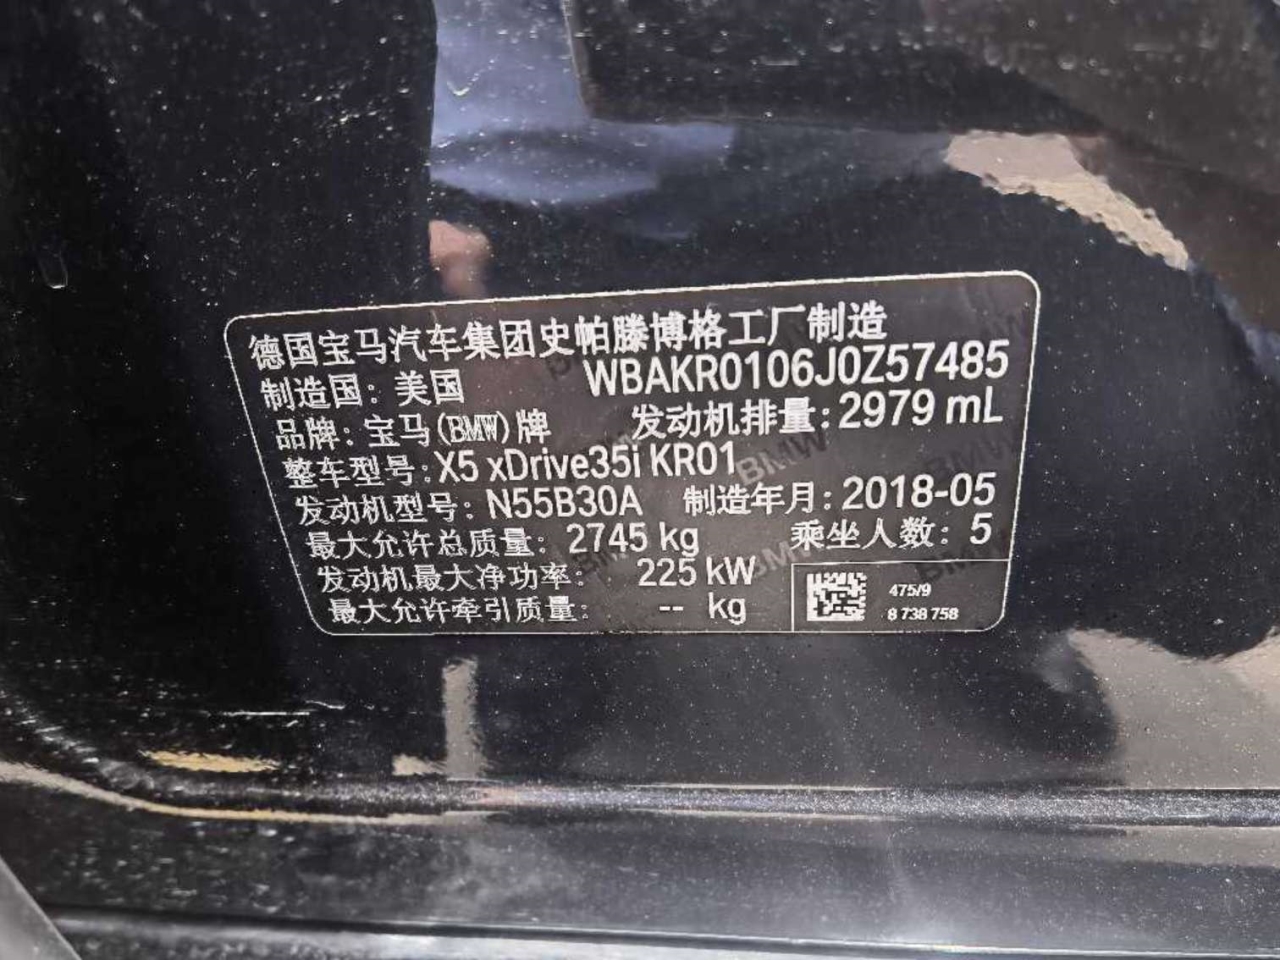 德国宝马汽车集团史帕滕博格工厂制造
制造国：美国 WBAKR0106J0Z57485
品牌：宝马(BMW)牌 发动机排量：2979 mL
整车型号：X5 xDrive35i KR01
发动机型号：N55B30A 制造年月：2018-05
最大允许总质量：2745 kg 乘坐人数：5
发动机最大净功率：225 kW
最大允许牵引质量：-- kg
475/9
8 738 758